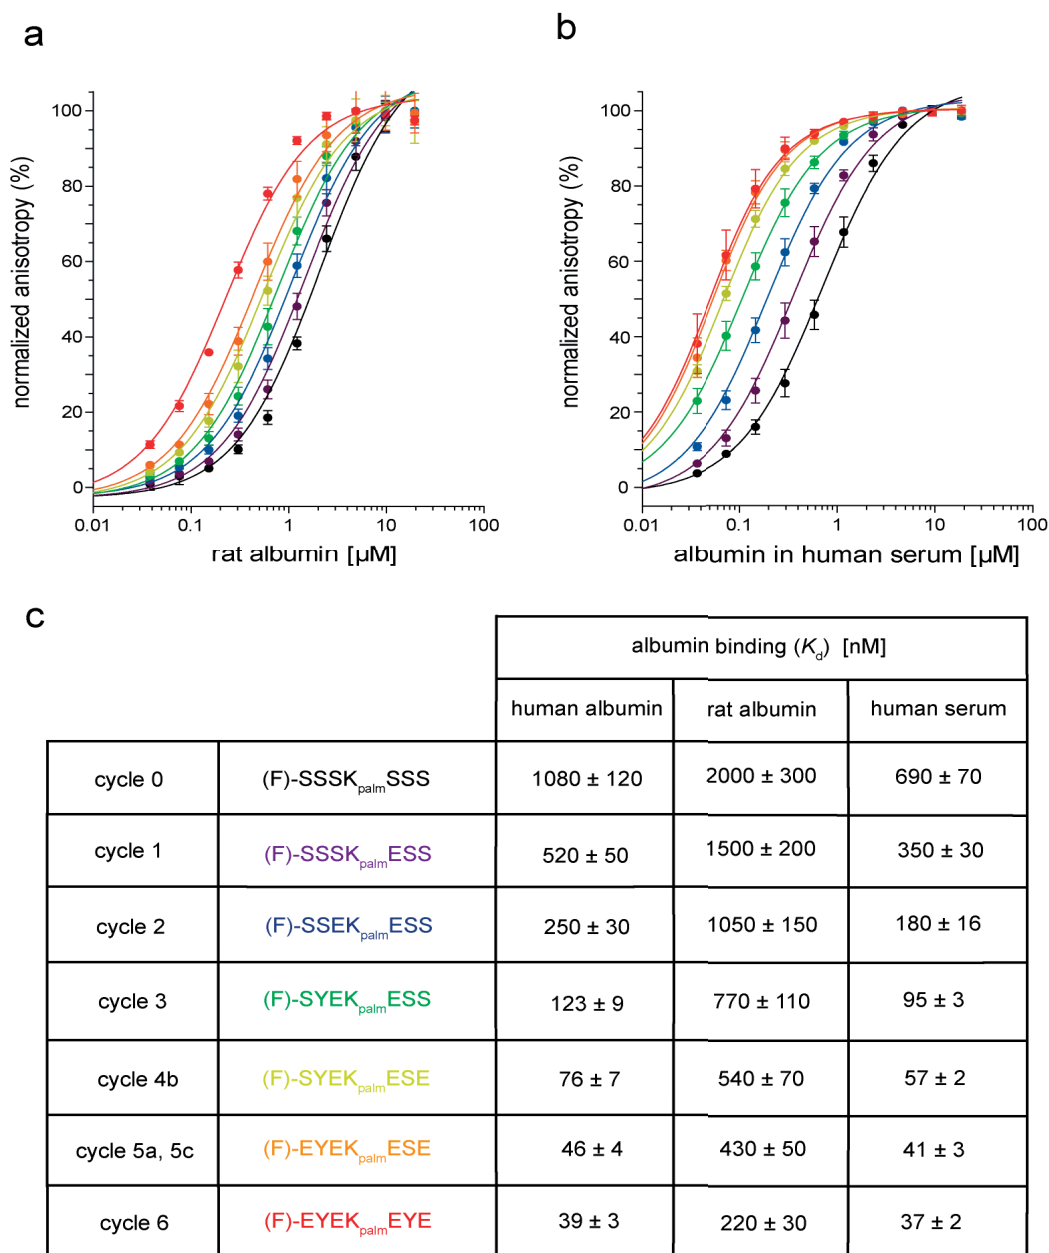 a
b
100
80
60
40
20
0
normalized anisotropy (%)
0.01
0.1
1
10
100
rat albumin [µM]
100
80
60
40
20
0
normalized anisotropy (%)
0.01
0.1
1
10
100
albumin in human serum [µM]
c
albumin binding (Kd) [nM]
human albumin rat albumin human serum
cycle 0 (F)-SSSKpalmSSS 1080 ± 120 2000 ± 300 690 ± 70
cycle 1 (F)-SSSKpalmESS 520 ± 50 1500 ± 200 350 ± 30
cycle 2 (F)-SSEKpalmESS 250 ± 30 1050 ± 150 180 ± 16
cycle 3 (F)-SYEKpalmESS 123 ± 9 770 ± 110 95 ± 3
cycle 4b (F)-SYEKpalmESE 76 ± 7 540 ± 70 57 ± 2
cycle 5a, 5c (F)-EYEKpalmESE 46 ± 4 430 ± 50 41 ± 3
cycle 6 (F)-EYEKpalmEYE 39 ± 3 220 ± 30 37 ± 2